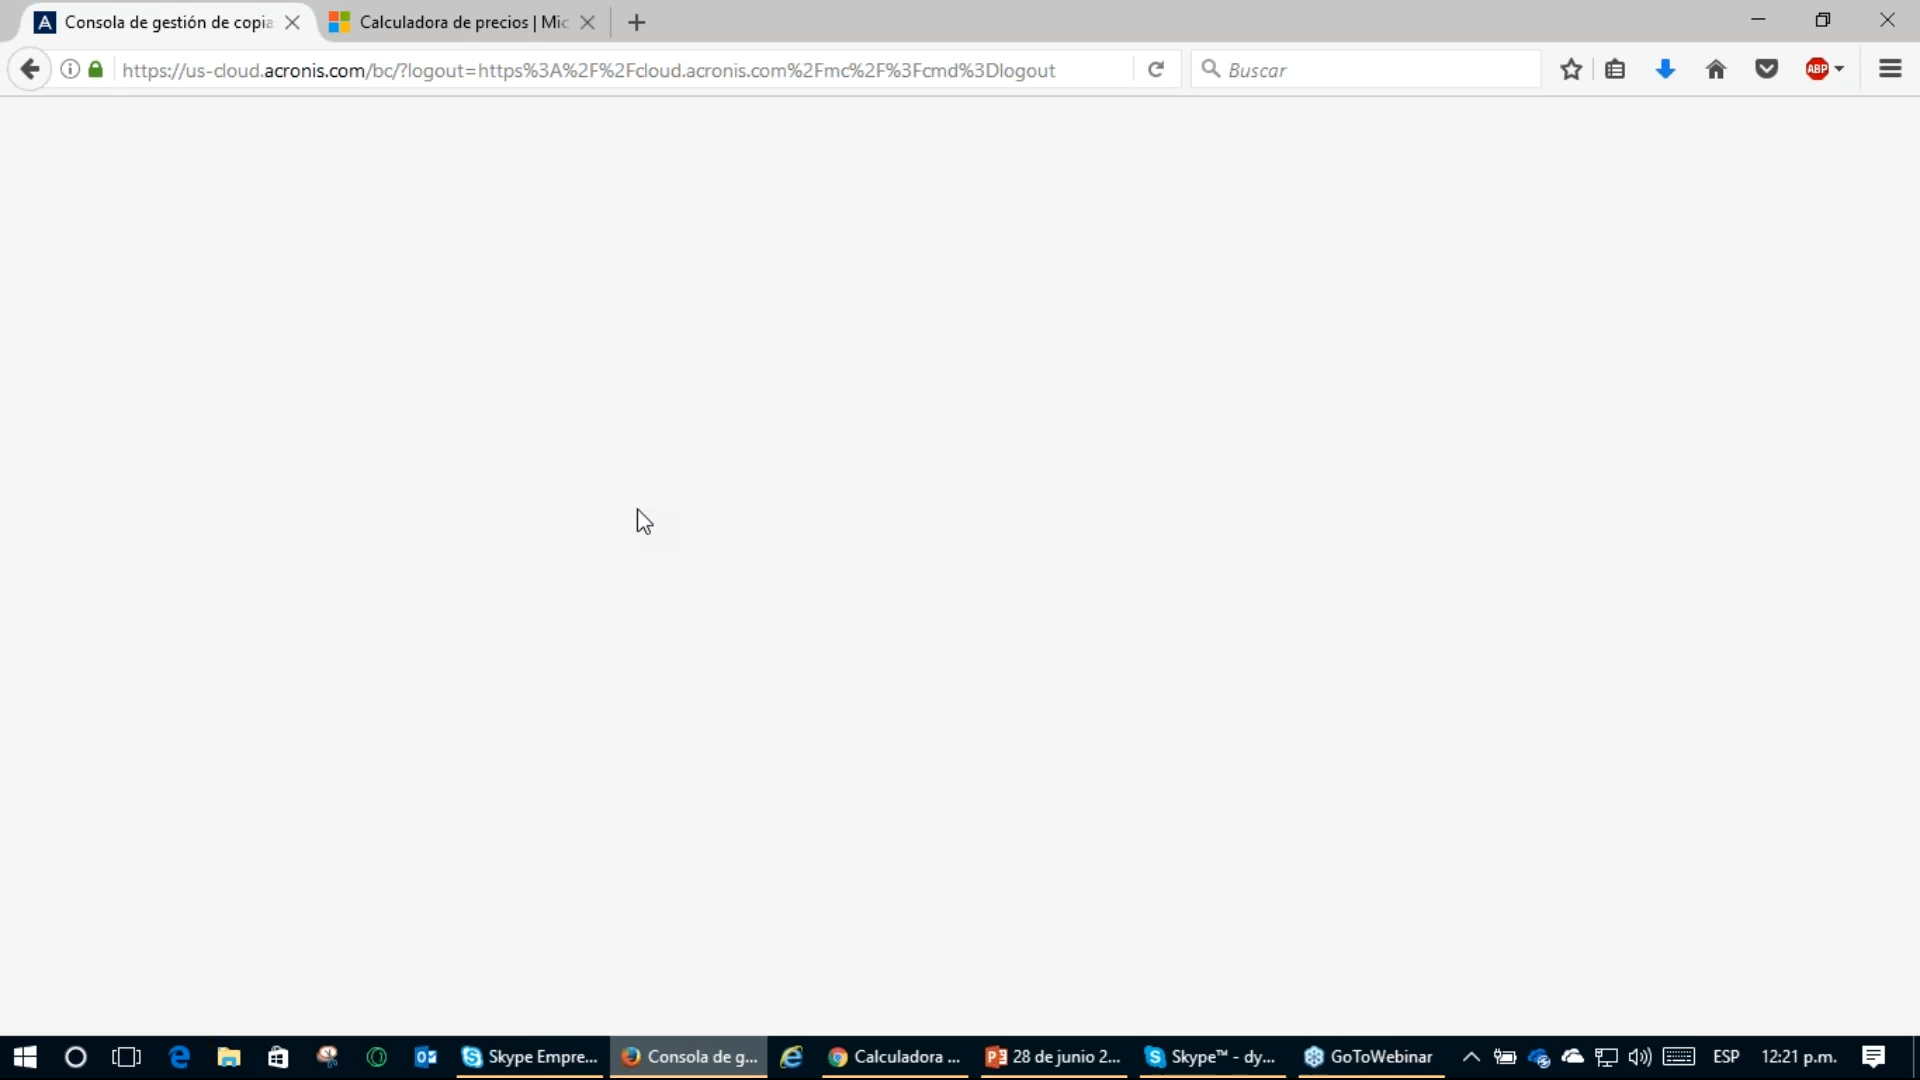 Consola de gestión de copia
Calculadora de precios | Mic
https://us-cloud.acronis.com/bc/?logout=https%3A%2F%2Fcloud.acronis.com%2Fmc%2F%3Fcmd%3Dlogout
Buscar
ABP
Skype Empre...
Consola de g...
Calculadora ...
28 de junio 2...
Skype™ - dy...
GoToWebinar
ESP
12:21 p.m.